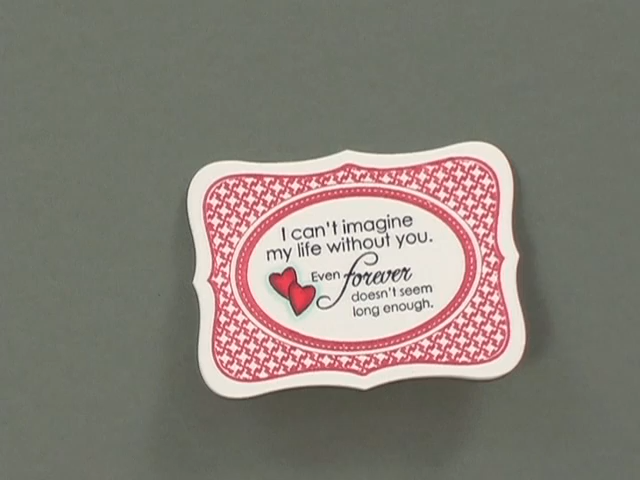 I can't imagine
my life without you.
Even forever
doesn't seem
long enough.